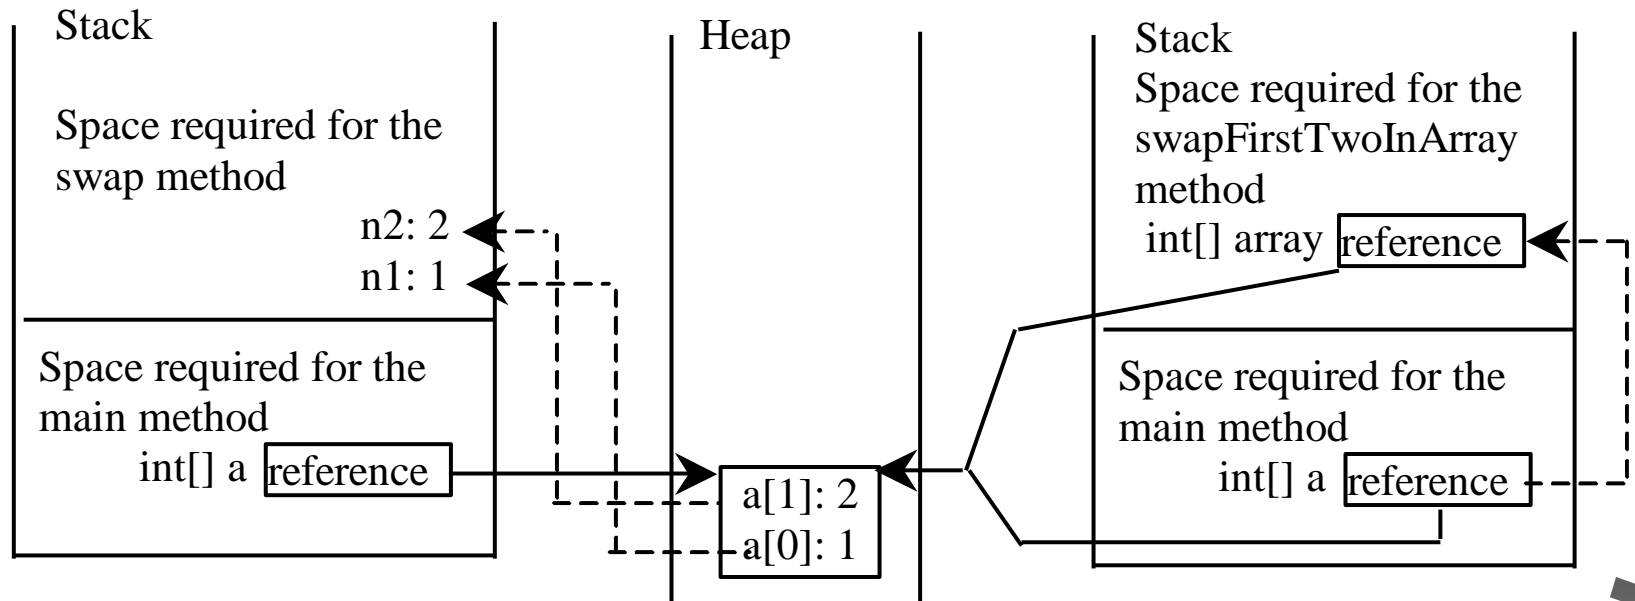 Stack
Space required for the
swap method
n2: 2
n1: 1
Space required for the
main method
int[] a reference
Heap
a[1]: 2
a[0]: 1
Stack
Space required for the
swapFirstTwoInArray
method
int[] array reference
Space required for the
main method
int[] a reference